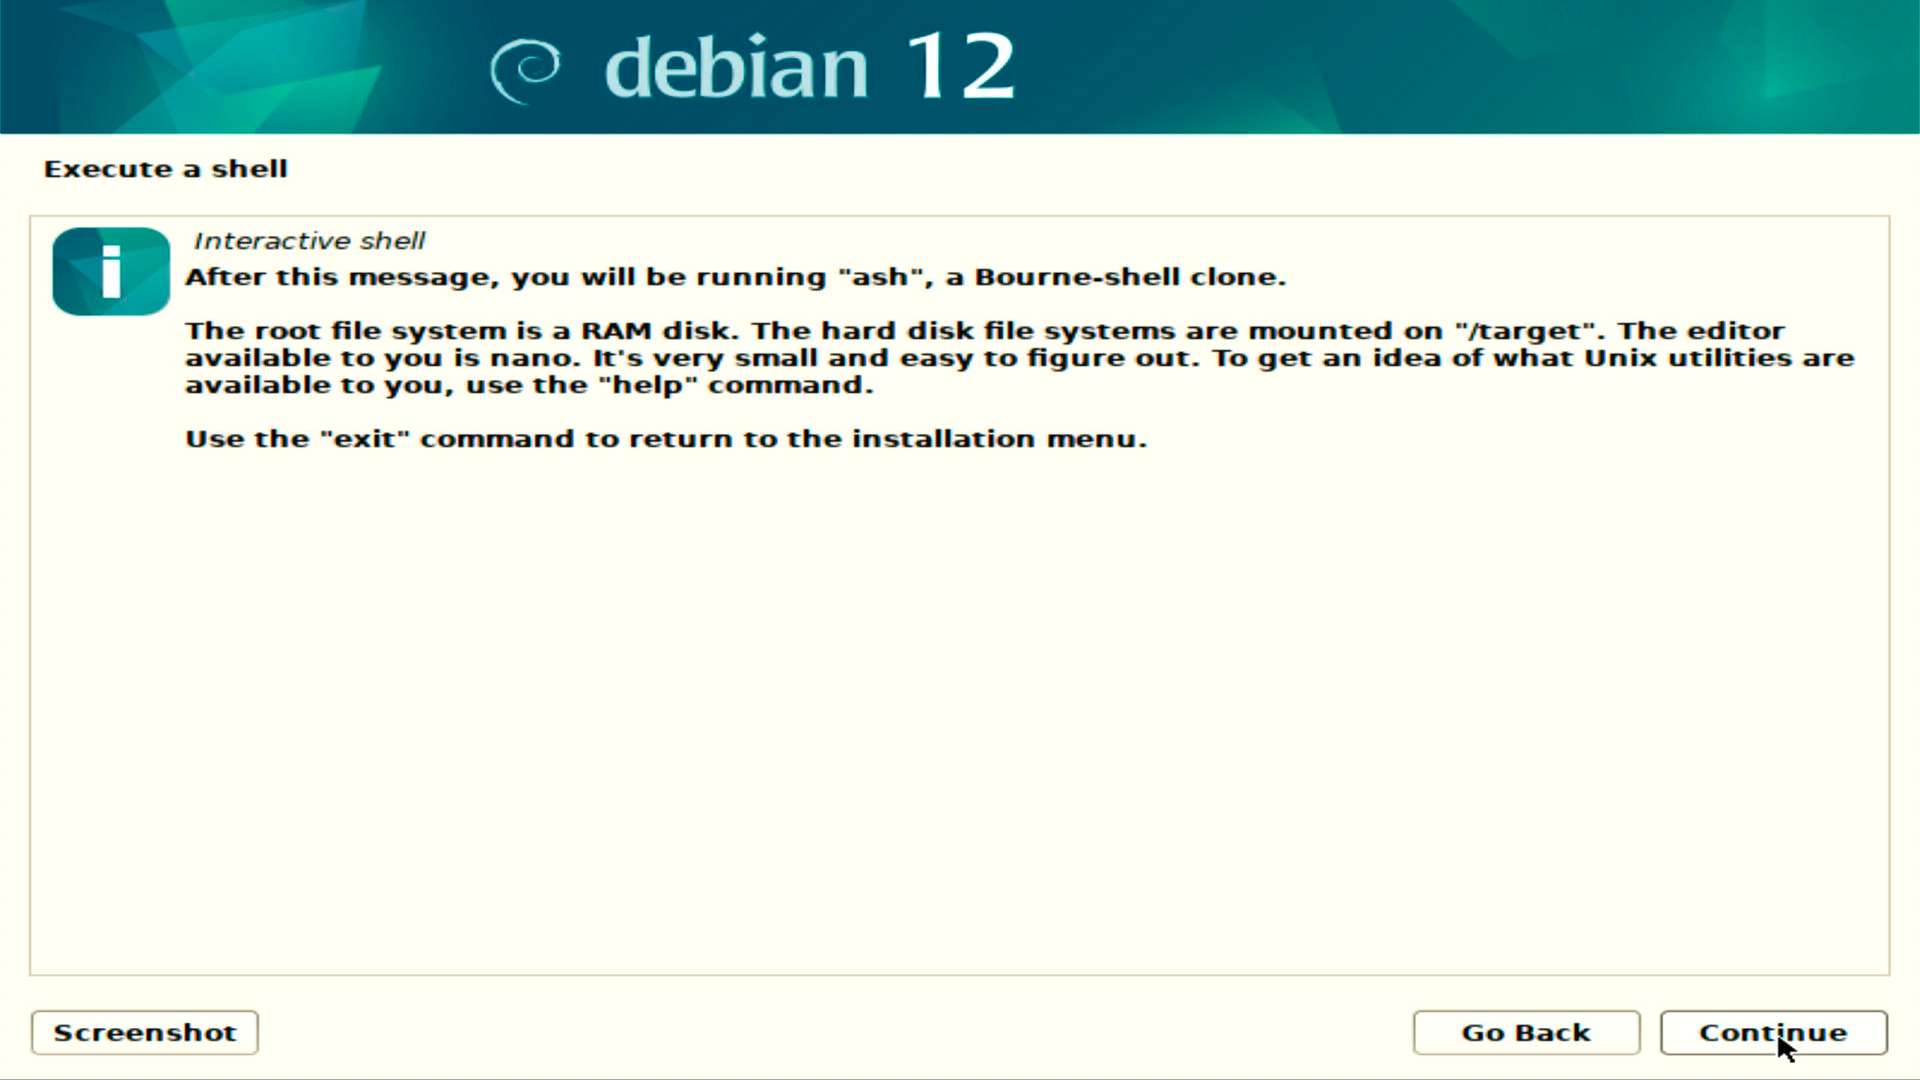 debian 12
Execute a shell
Interactive shell
After this message, you will be running "ash", a Bourne-shell clone.
The root file system is a RAM disk. The hard disk file systems are mounted on "/target". The editor
available to you is nano. It's very small and easy to figure out. To get an idea of what Unix utilities are
available to you, use the "help" command.
Use the "exit" command to return to the installation menu.
Screenshot
Go Back
Continue